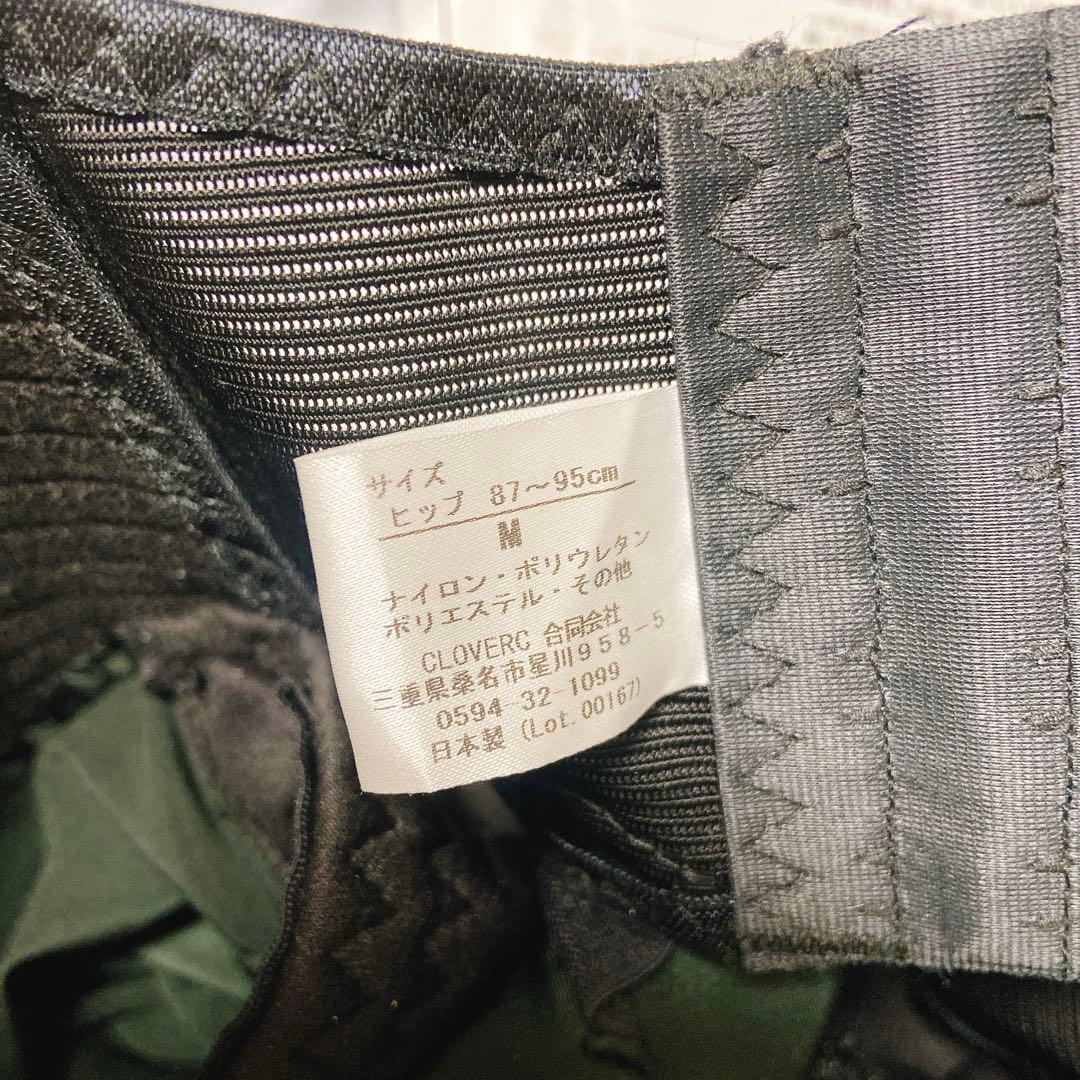 サイズ
ヒップ 87～95cm
M
ナイロン・ポリウレタン
ポリエステル・その他
CLOVERC 合同会社
三重県桑名市星川958-5
0594-32-1099
日本製 (Lot.00167)